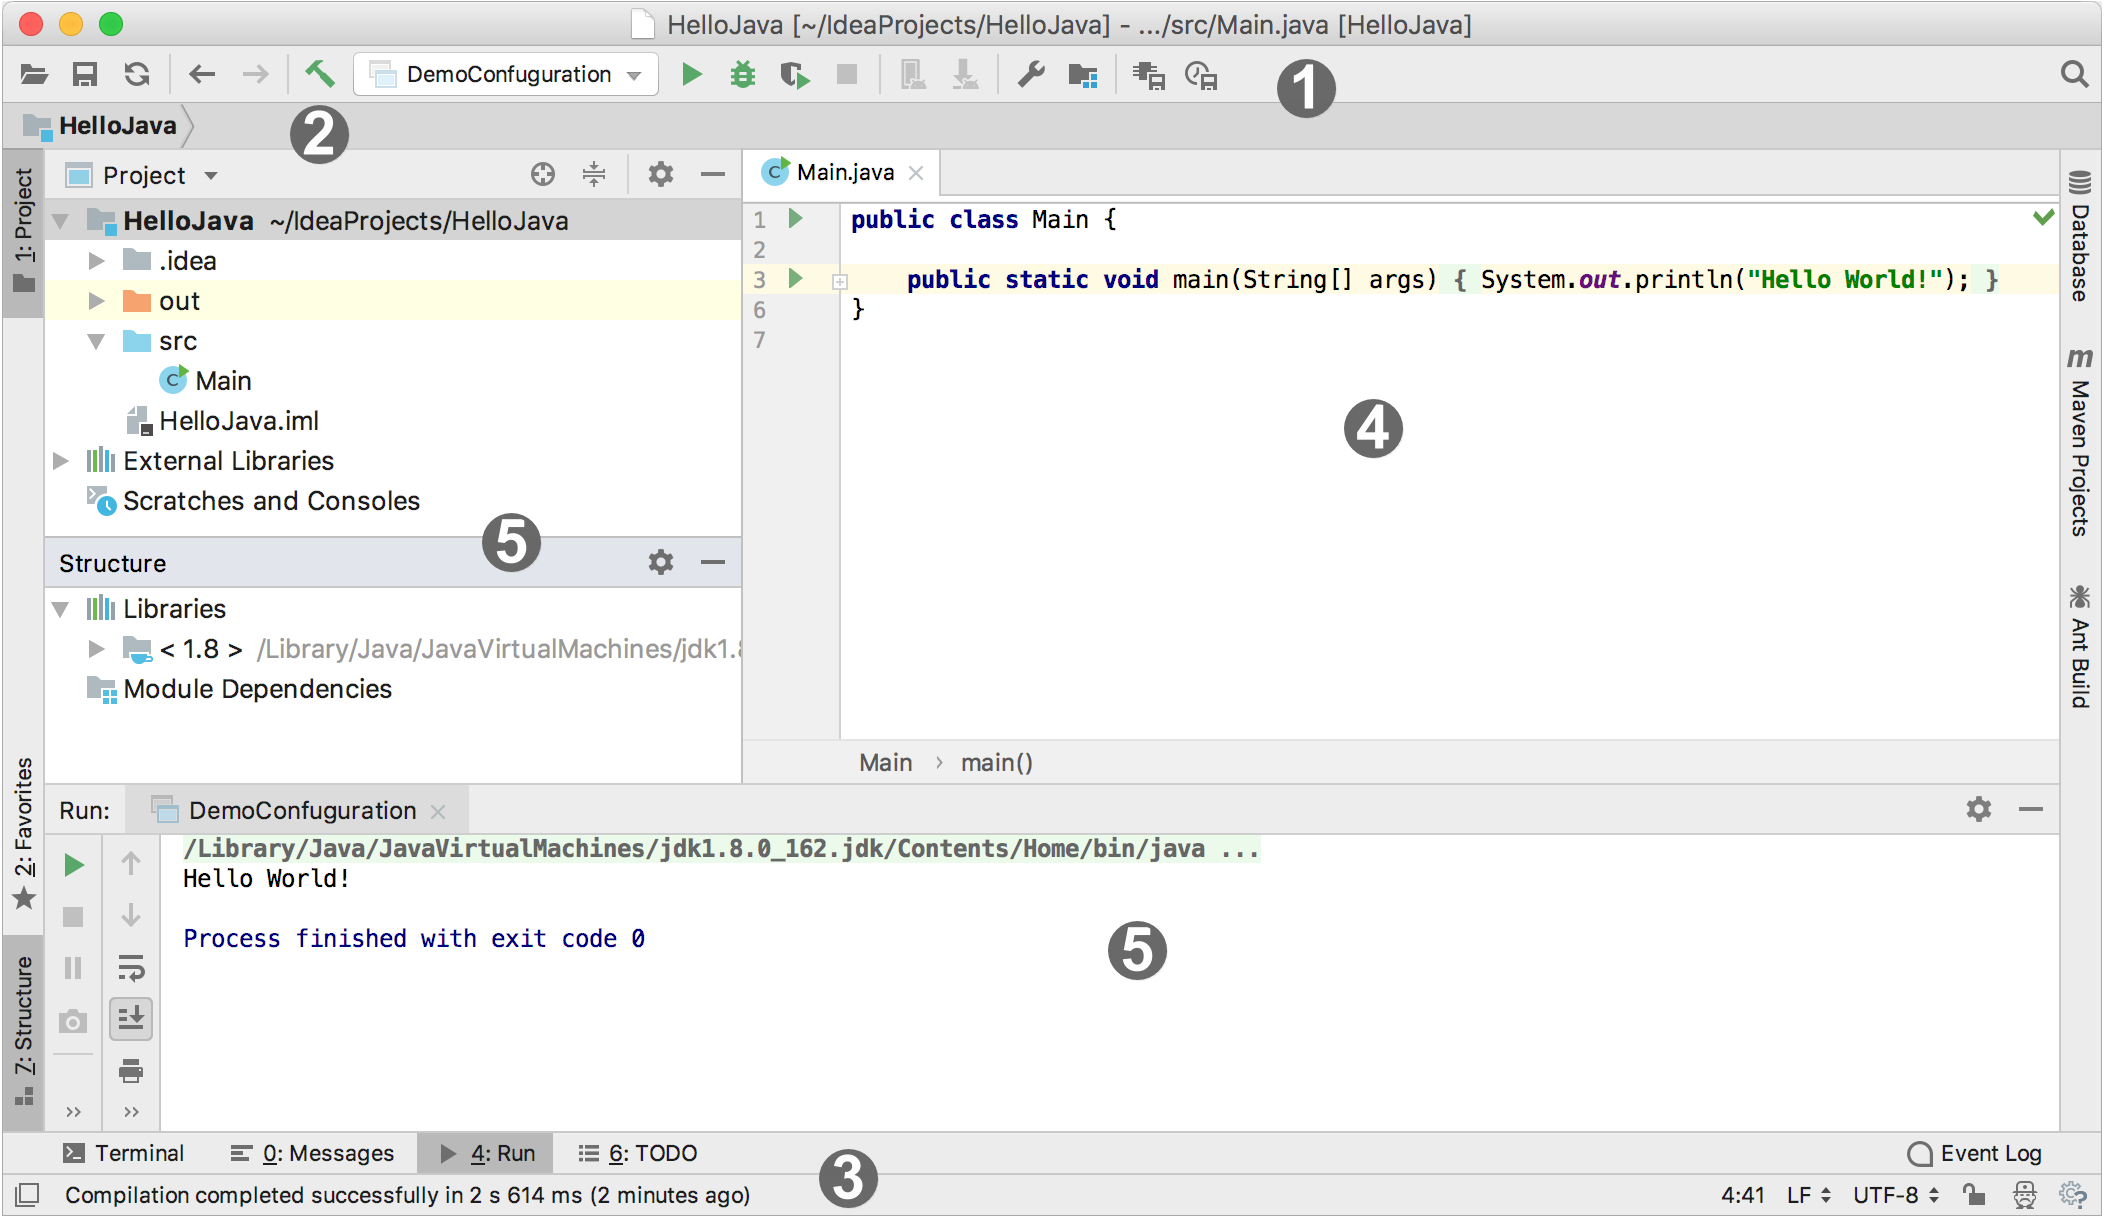 HelloJava [~/IdeaProjects/HelloJava] - .../src/Main.java [HelloJava]
DemoConfuguration
1
HelloJava
2
1: Project
Project
HelloJava ~/IdeaProjects/HelloJava
.idea
out
src
C Main
HelloJava.iml
External Libraries
Scratches and Consoles
5
Structure
Libraries
< 1.8 > /Library/Java/JavaVirtualMachines/jdk1.8
Module Dependencies
C Main.java
1 public class Main {
2
3 public static void main(String[] args) { System.out.println("Hello World!"); }
6 }
7
4
Main › main()
Database
m Maven Projects
Ant Build
2: Favorites
7: Structure
Run: DemoConfuguration
/Library/Java/JavaVirtualMachines/jdk1.8.0_162.jdk/Contents/Home/bin/java ...
Hello World!
Process finished with exit code 0
5
Terminal 0: Messages 4: Run 6: TODO Event Log
3
Compilation completed successfully in 2 s 614 ms (2 minutes ago) 4:41 LF UTF-8